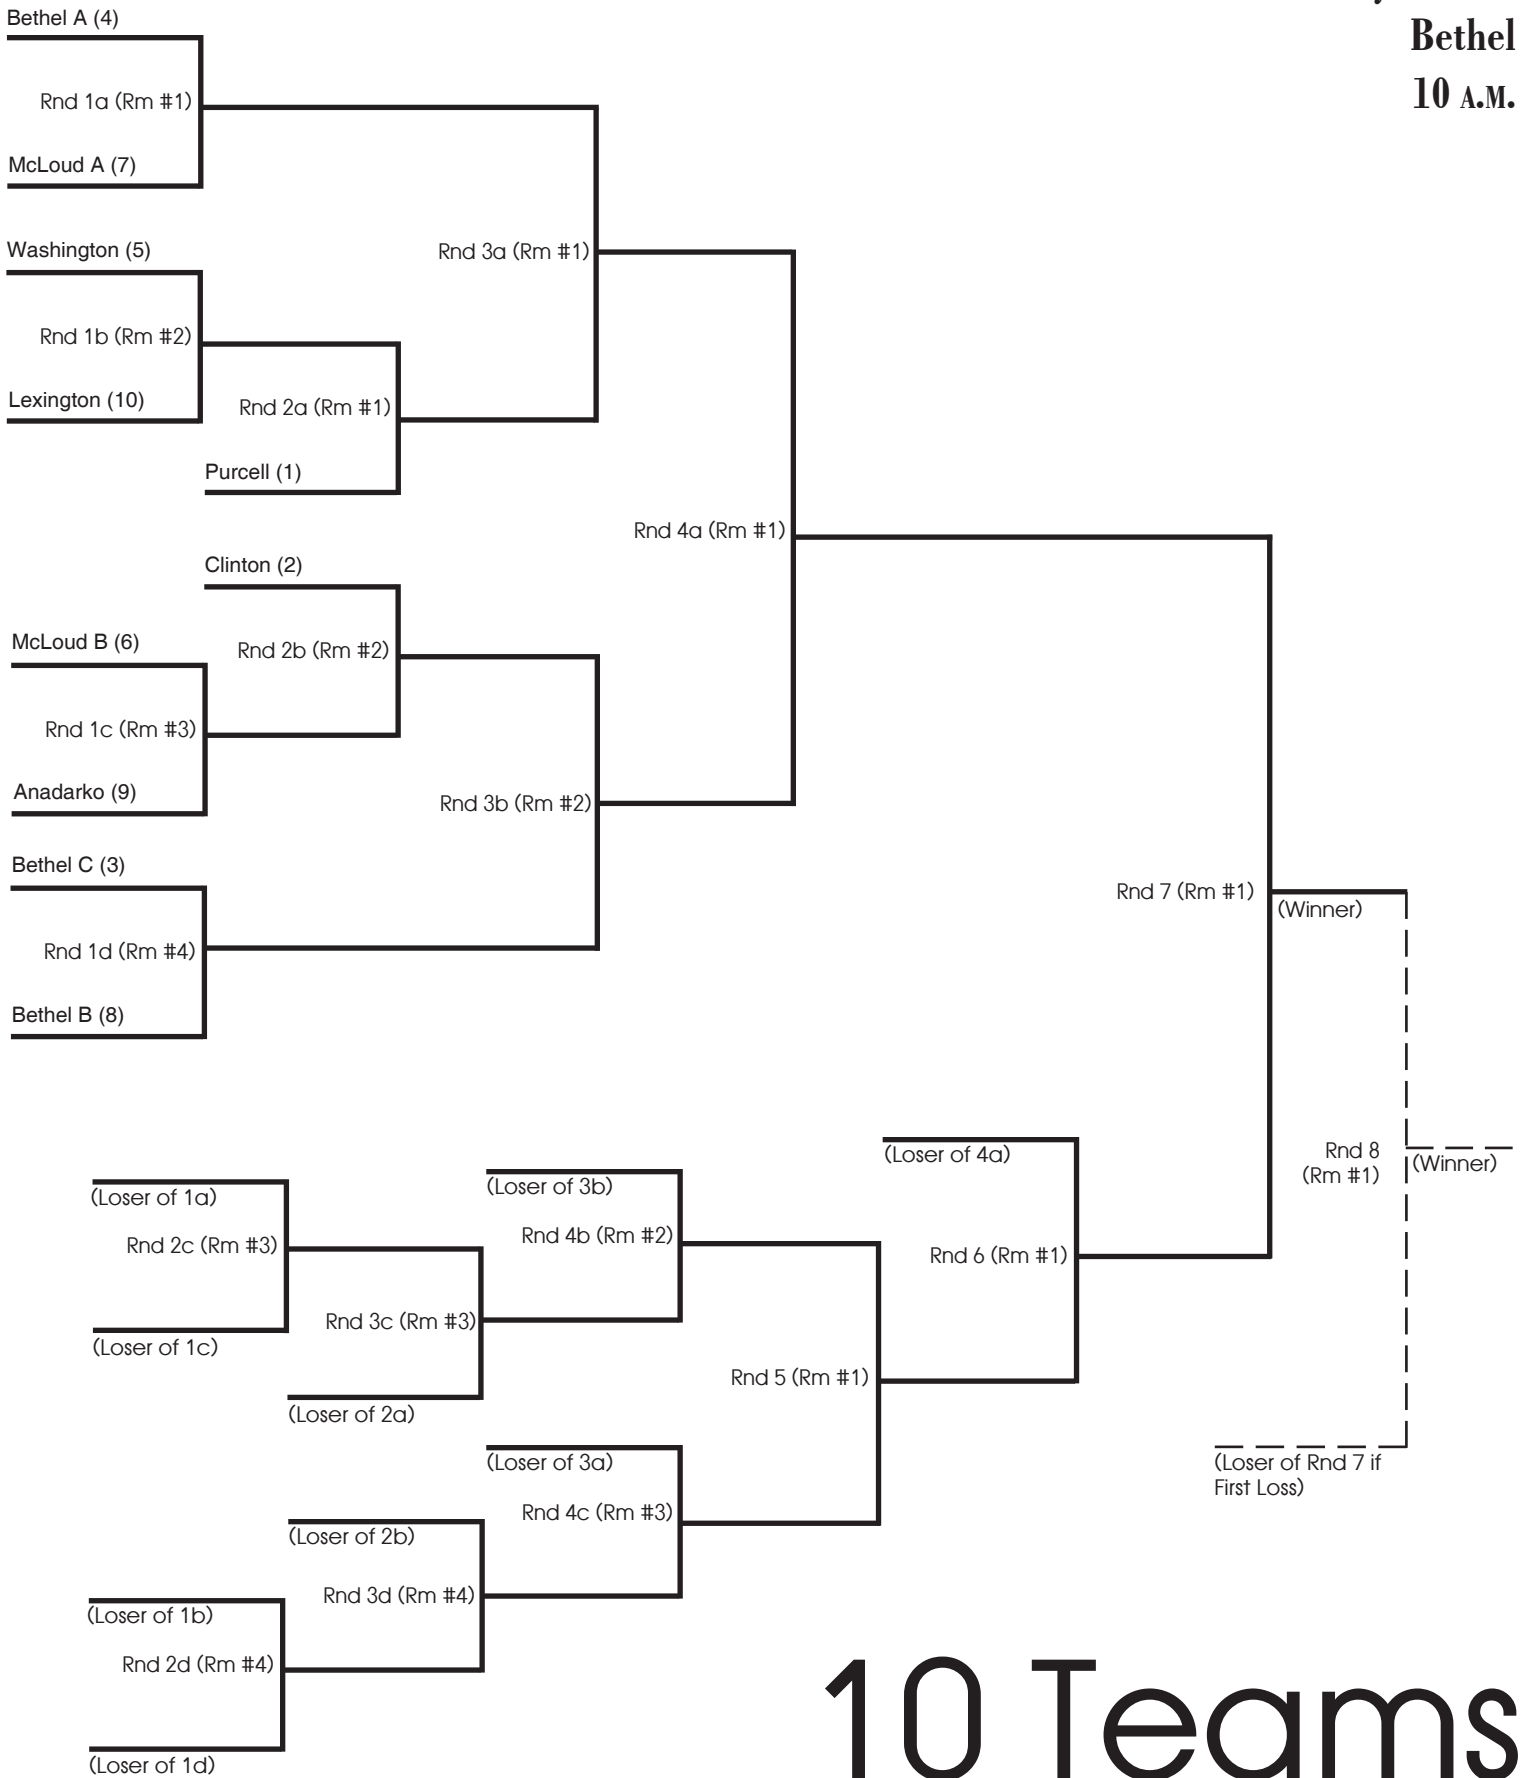 Bethel
10 A.M.
Bethel A (4)
Rnd 1a (Rm #1)
McLoud A (7)
Washington (5)
Rnd 3a (Rm #1)
Rnd 1b (Rm #2)
Lexington (10)
Rnd 2a (Rm #1)
Purcell (1)
Rnd 4a (Rm #1)
Clinton (2)
McLoud B (6)
Rnd 2b (Rm #2)
Rnd 1c (Rm #3)
Anadarko (9)
Rnd 3b (Rm #2)
Bethel C (3)
Rnd 7 (Rm #1)
(Winner)
Rnd 1d (Rm #4)
Bethel B (8)
(Loser of 4a)
Rnd 8
(Rm #1)
(Winner)
(Loser of 1a)
(Loser of 3b)
Rnd 2c (Rm #3)
Rnd 4b (Rm #2)
Rnd 6 (Rm #1)
Rnd 3c (Rm #3)
(Loser of 1c)
Rnd 5 (Rm #1)
(Loser of 2a)
(Loser of 3a)
(Loser of Rnd 7 if
First Loss)
Rnd 4c (Rm #3)
(Loser of 2b)
Rnd 3d (Rm #4)
(Loser of 1b)
Rnd 2d (Rm #4)
(Loser of 1d)
10 Teams